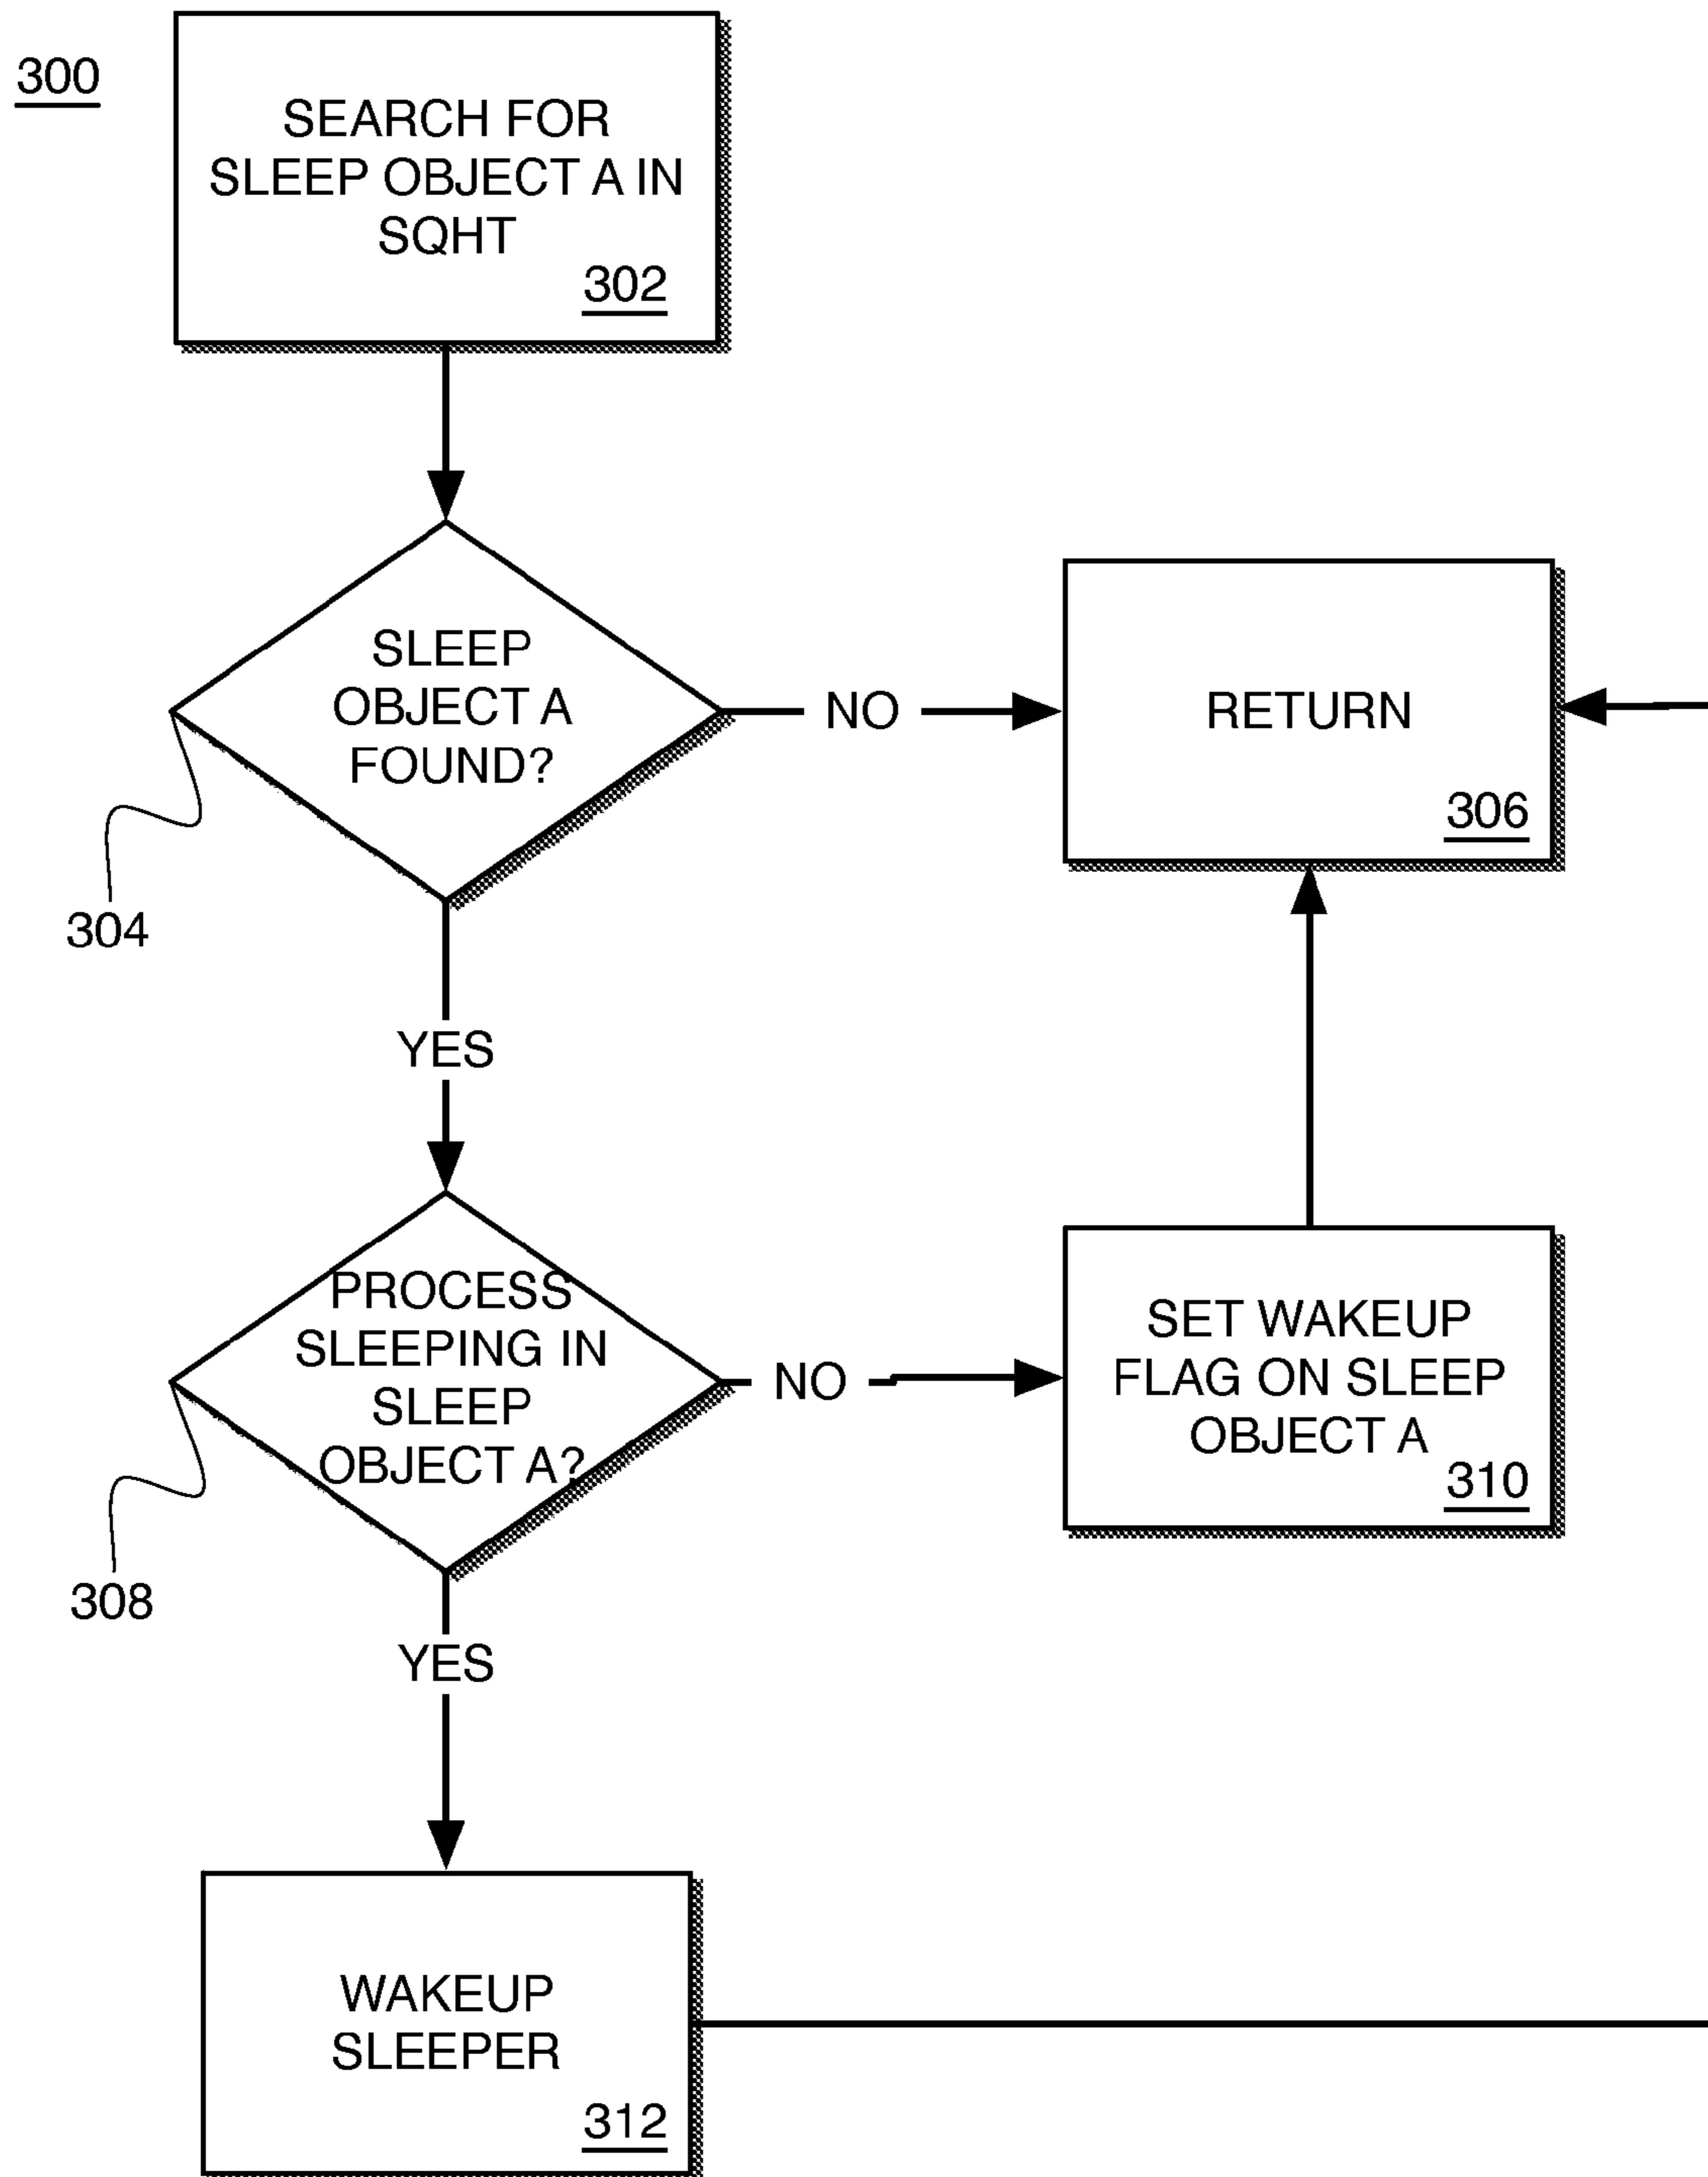 300
SEARCH FOR
SLEEP OBJECT A IN
SQHT
302
SLEEP
OBJECT A
FOUND?
304
NO
RETURN
306
YES
PROCESS
SLEEPING IN
SLEEP
OBJECT A?
308
NO
SET WAKEUP
FLAG ON SLEEP
OBJECT A
310
YES
WAKEUP
SLEEPER
312